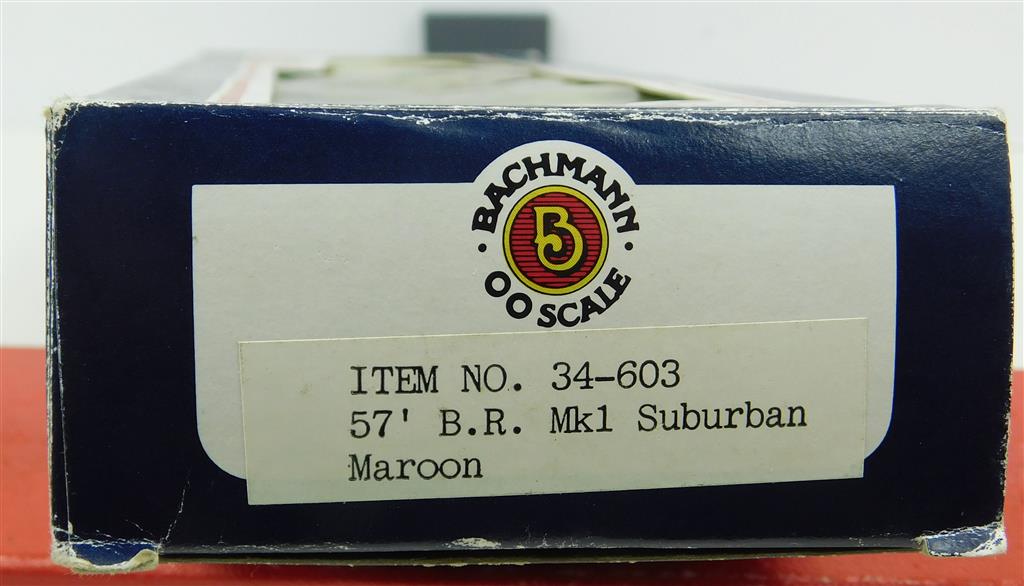 BACHMANN
B
OO SCALE
ITEM NO. 34-603
57' B.R. Mk1 Suburban
Maroon